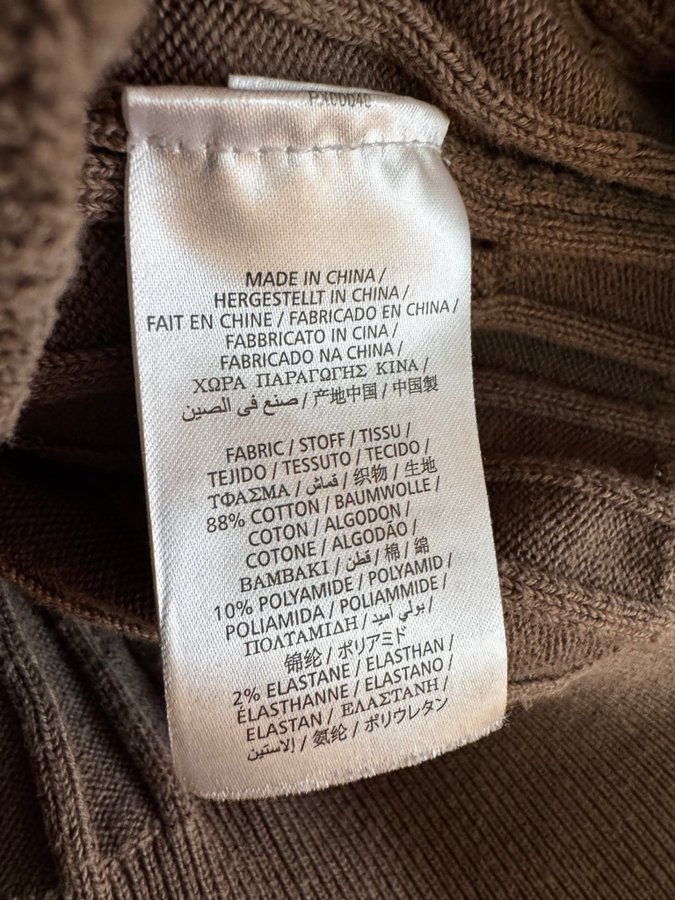 MADE IN CHINA /
HERGESTELLT IN CHINA /
FAIT EN CHINE / FABRICADO EN CHINA /
FABBRICATO IN CINA /
FABRICADO NA CHINA /
ΧΩΡΑ ΠΑΡΑΓΩΓΗΣ ΚΙΝΑ /
صنع في الصين / 产地中国 / 中国製
FABRIC / STOFF / TISSU /
TEJIDO / TESSUTO / TECIDO /
ΤΦΑΣΜΑ / قماش / 织物 / 生地
88% COTTON / BAUMWOLLE /
COTON / ALGODON /
COTONE / ALGODÃO /
ΒΑΜΒΑΚΙ / قطن / 棉 / 綿
10% POLYAMIDE / POLYAMID /
POLIAMIDA / POLIAMMIDE /
ΠΟΛΤΑΜΙΔΗ / بولي أميد /
锦纶 / ポリアミド
2% ELASTANE / ELASTHAN /
ÉLASTHANNE / ELASTANO /
ELASTAN / ΕΛΑΣΤΑΝΗ /
الاستين / 氨纶 / ポリウレタン